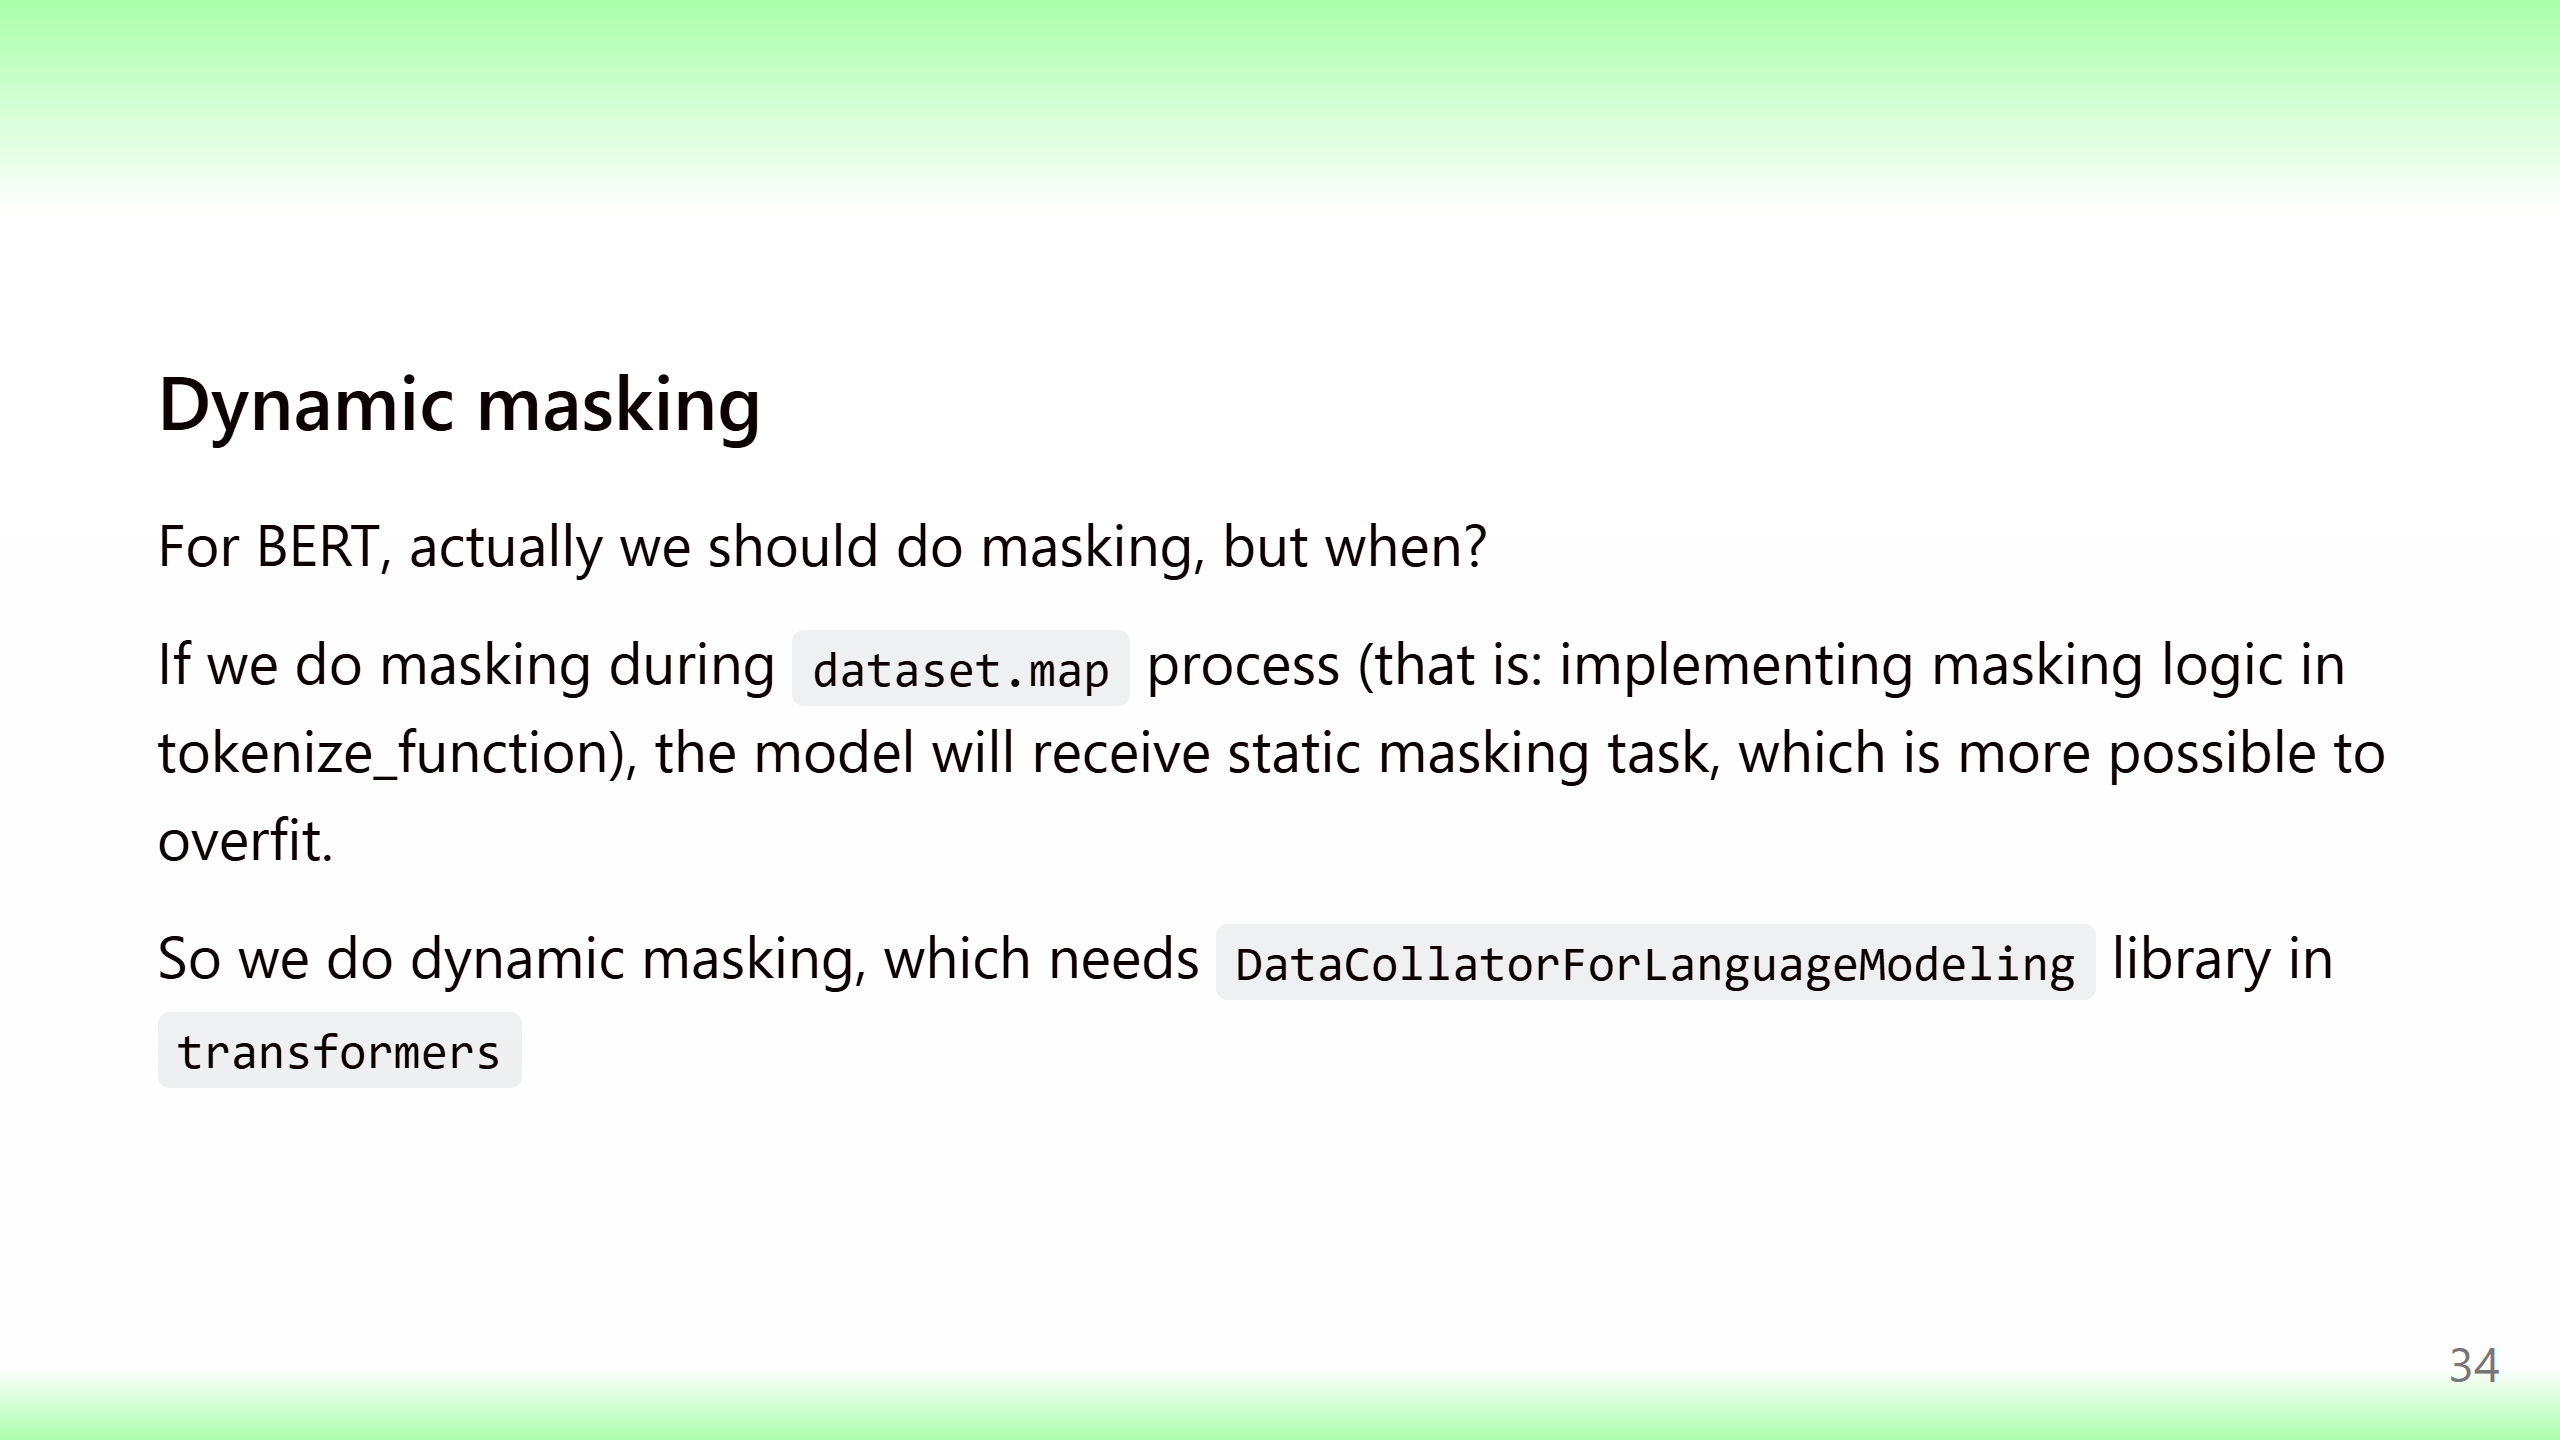 Dynamic masking
For BERT, actually we should do masking, but when?
If we do masking during dataset.map process (that is: implementing masking logic in
tokenize_function), the model will receive static masking task, which is more possible to
overfit.
So we do dynamic masking, which needs DataCollatorForLanguageModeling library in
transformers
34